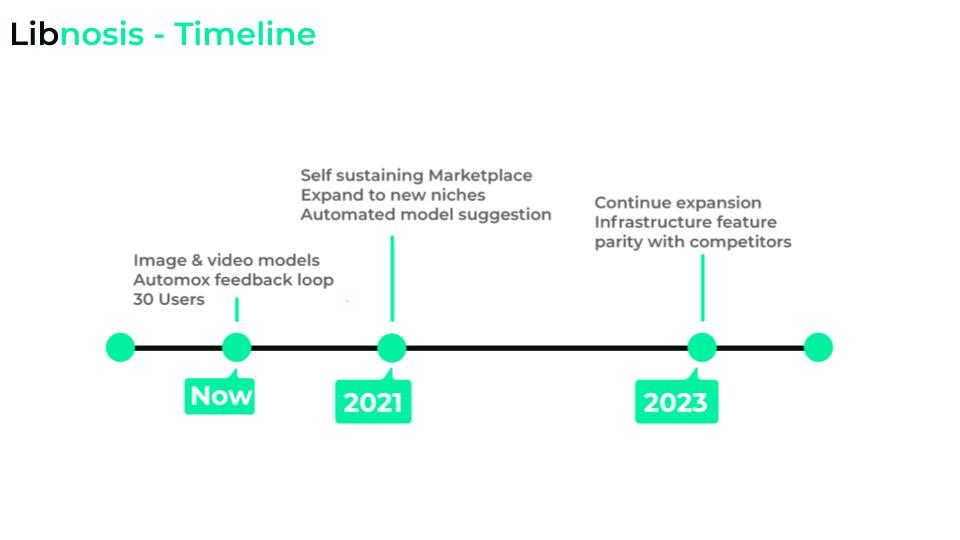 Libnosis - Timeline
Self sustaining Marketplace
Expand to new niches
Automated model suggestion
Continue expansion
Infrastructure feature
parity with competitors
Image & video models
Automox feedback loop
30 Users
Now
2021
2023